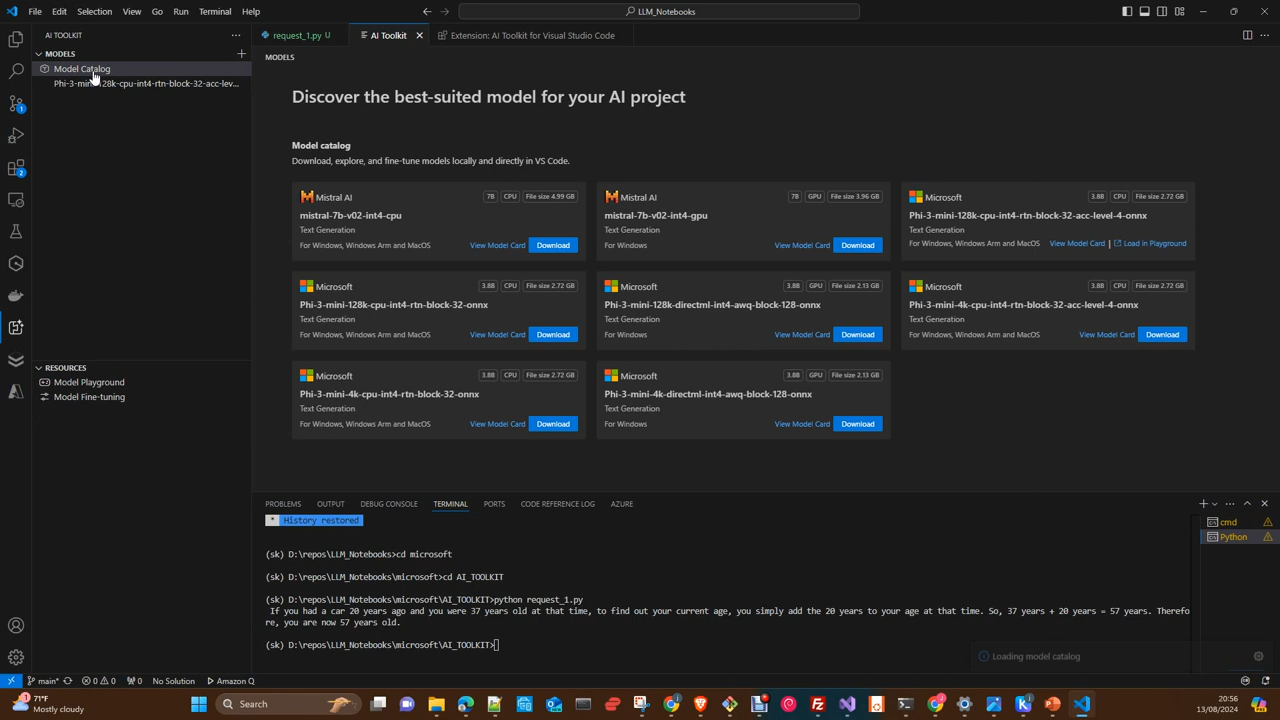 File Edit Selection View Go Run Terminal Help
LLM_Notebooks
AI TOOLKIT
MODELS
Model Catalog
Phi-3-mini-128k-cpu-int4-rtn-block-32-acc-lev...
RESOURCES
Model Playground
Model Fine-tuning
request_1.py U
AI Toolkit
Extension: AI Toolkit for Visual Studio Code
MODELS
Discover the best-suited model for your AI project
Model catalog
Download, explore, and fine-tune models locally and directly in VS Code.
Mistral AI 7B CPU File size 4.99 GB
mistral-7b-v02-int4-cpu
Text Generation
For Windows, Windows Arm and MacOS View Model Card Download
Mistral AI 7B GPU File size 3.96 GB
mistral-7b-v02-int4-gpu
Text Generation
For Windows View Model Card Download
Microsoft 3.8B CPU File size 2.72 GB
Phi-3-mini-128k-cpu-int4-rtn-block-32-acc-level-4-onnx
Text Generation
For Windows, Windows Arm and MacOS View Model Card | Load in Playground
Microsoft 3.8B CPU File size 2.72 GB
Phi-3-mini-128k-cpu-int4-rtn-block-32-onnx
Text Generation
For Windows, Windows Arm and MacOS View Model Card Download
Microsoft 3.8B GPU File size 2.13 GB
Phi-3-mini-128k-directml-int4-awq-block-128-onnx
Text Generation
For Windows View Model Card Download
Microsoft 3.8B CPU File size 2.72 GB
Phi-3-mini-4k-cpu-int4-rtn-block-32-acc-level-4-onnx
Text Generation
For Windows, Windows Arm and MacOS View Model Card Download
Microsoft 3.8B CPU File size 2.72 GB
Phi-3-mini-4k-cpu-int4-rtn-block-32-onnx
Text Generation
For Windows, Windows Arm and MacOS View Model Card Download
Microsoft 3.8B GPU File size 2.13 GB
Phi-3-mini-4k-directml-int4-awq-block-128-onnx
Text Generation
For Windows View Model Card Download
PROBLEMS OUTPUT DEBUG CONSOLE TERMINAL PORTS CODE REFERENCE LOG AZURE
* History restored
(sk) D:\repos\LLM_Notebooks>cd microsoft
(sk) D:\repos\LLM_Notebooks\microsoft>cd AI_TOOLKIT
(sk) D:\repos\LLM_Notebooks\microsoft\AI_TOOLKIT>python request_1.py
If you had a car 20 years ago and you were 37 years old at that time, to find out your current age, you simply add the 20 years to your age at that time. So, 37 years + 20 years = 57 years. Therefo
re, you are now 57 years old.
(sk) D:\repos\LLM_Notebooks\microsoft\AI_TOOLKIT>
cmd
Python
Loading model catalog
main* 0 0 0 No Solution Amazon Q
71°F
Mostly cloudy
Search
20:56
13/08/2024